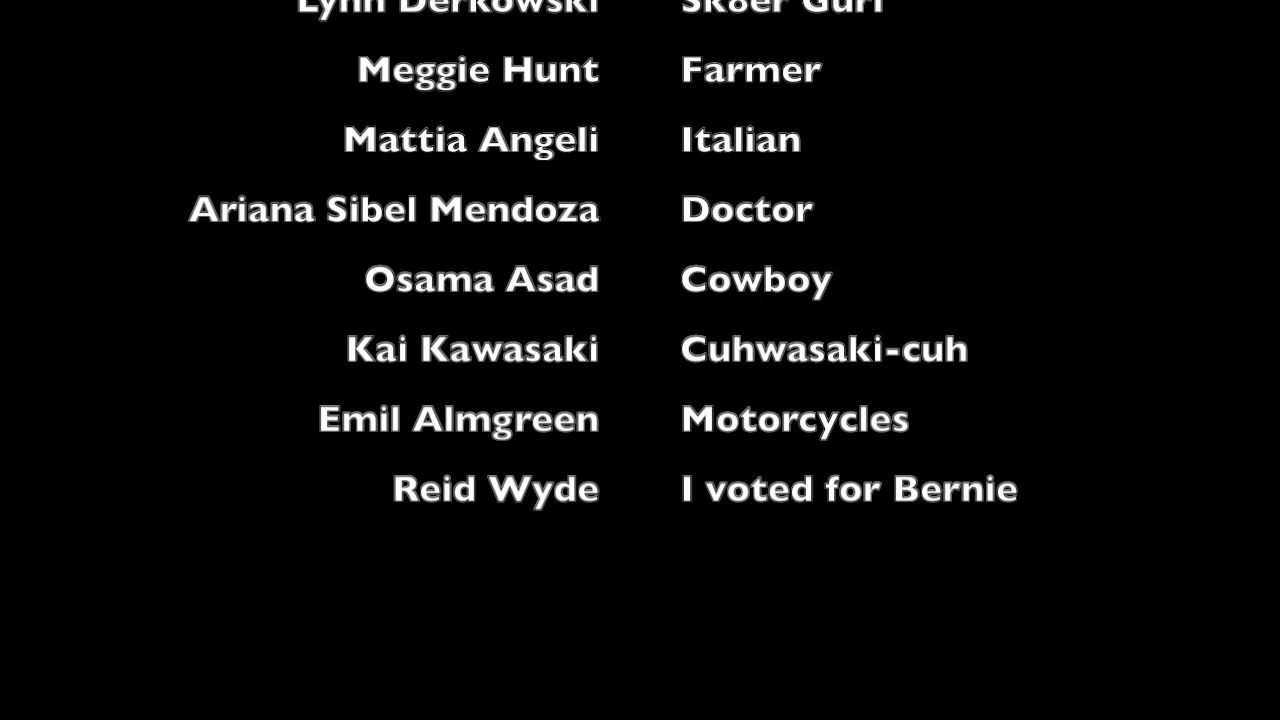 Lynn Derkowski Sk8er Gurl
Meggie Hunt Farmer
Mattia Angeli Italian
Ariana Sibel Mendoza Doctor
Osama Asad Cowboy
Kai Kawasaki Cuhwasaki-cuh
Emil Almgreen Motorcycles
Reid Wyde I voted for Bernie